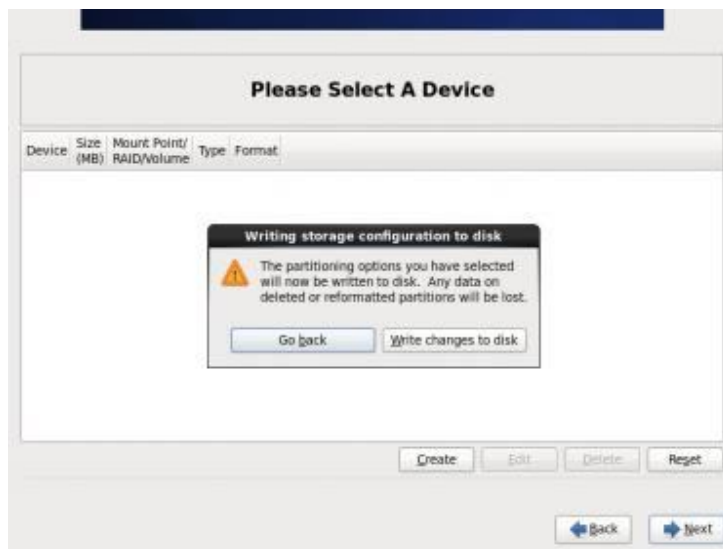 Please Select A Device
Device
Size
(MB)
Mount Point/
RAID/Volume
Type
Format
Writing storage configuration to disk
The partitioning options you have selected
will now be written to disk. Any data on
deleted or reformatted partitions will be lost.
Go back
Write changes to disk
Create
Edit
Delete
Reset
Back
Next